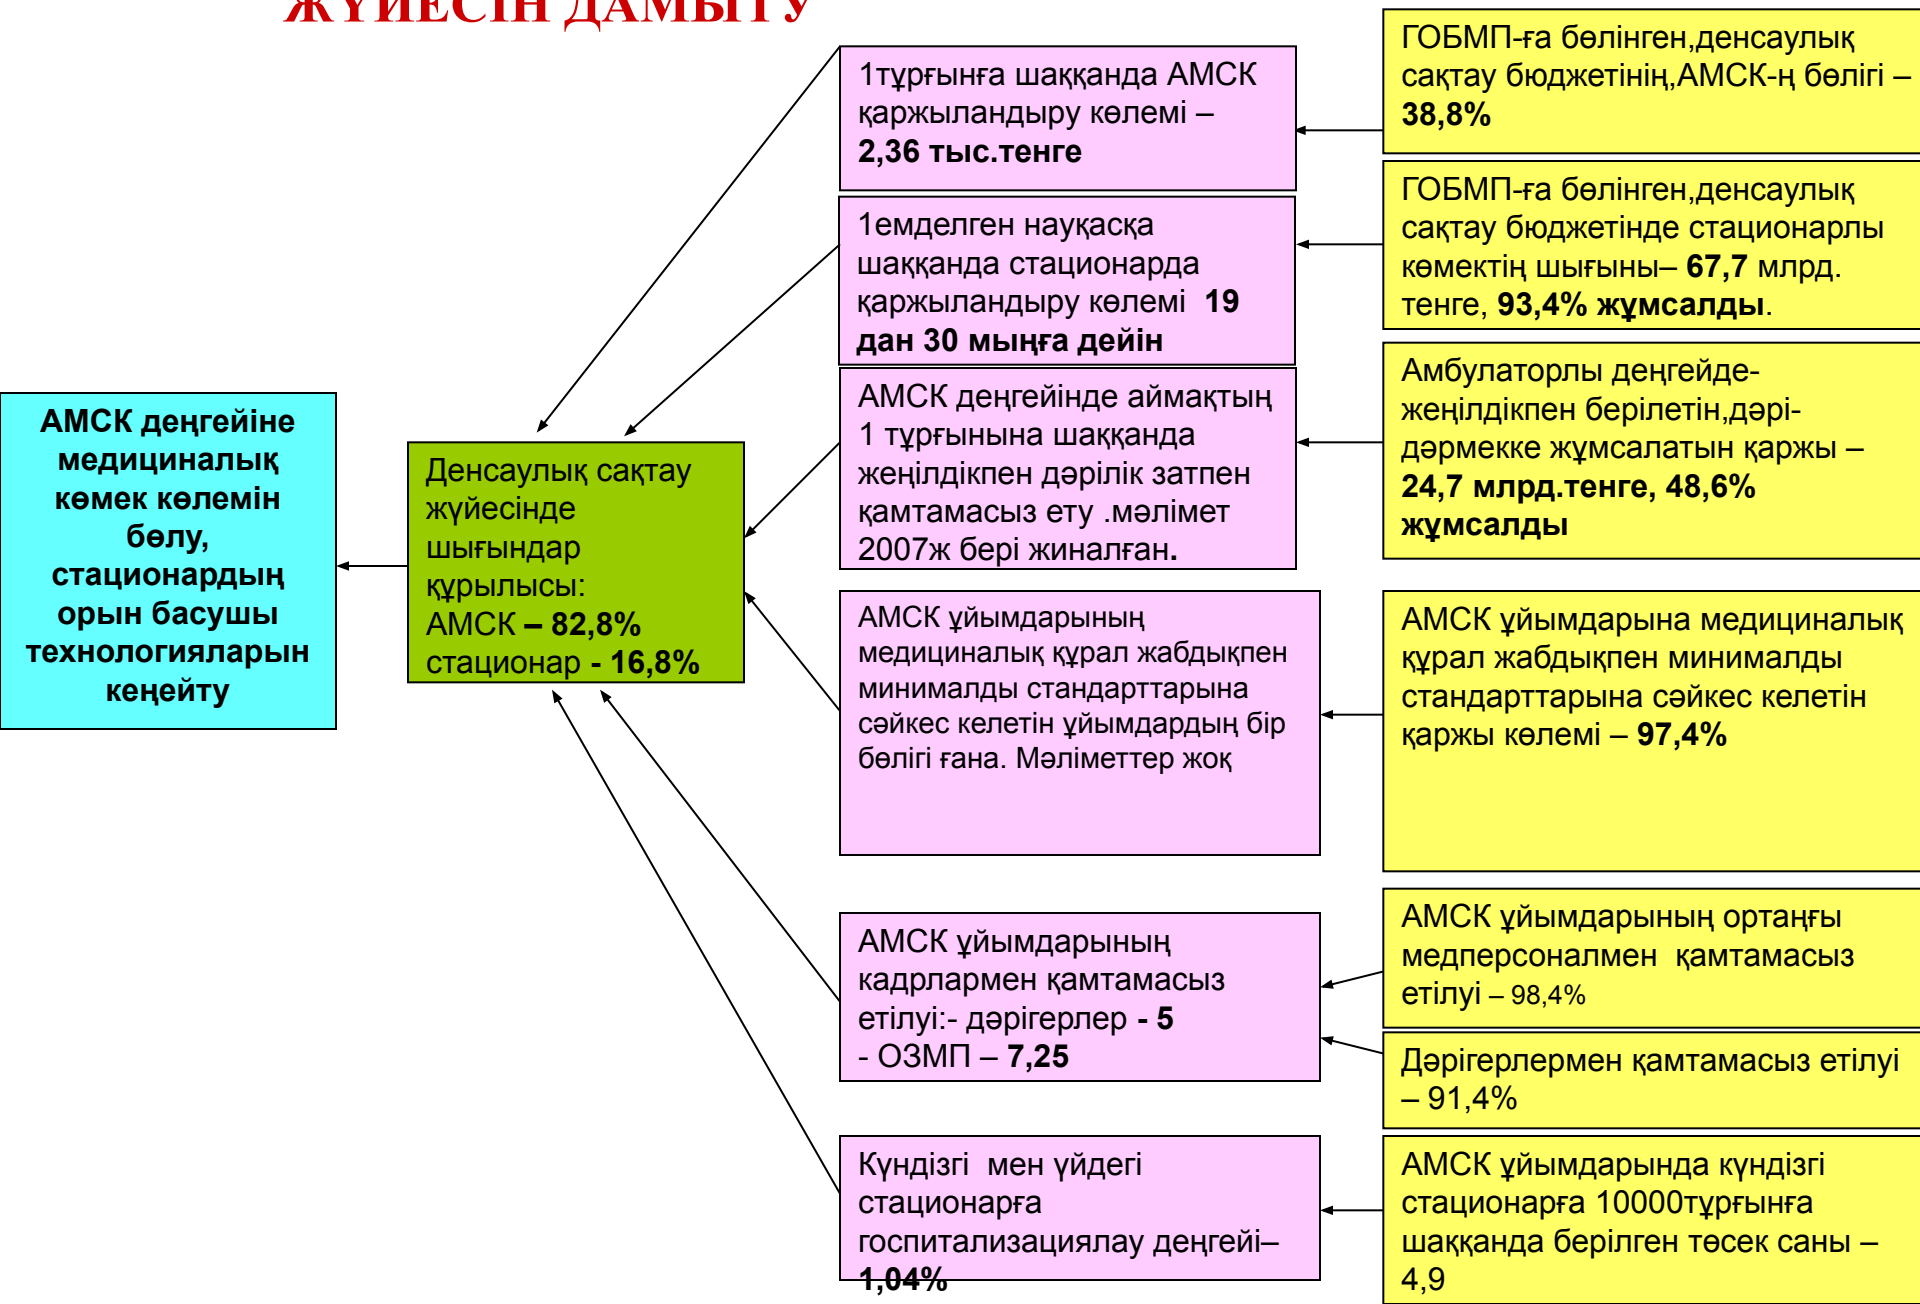 ЖҮЙЕСІН ДАМЫТУ
АМСК деңгейіне
медициналық
көмек көлемін
бөлу,
стационардың
орын басушы
технологияларын
кеңейту
Денсаулық сақтау
жүйесінде
шығындар
құрылысы:
АМСК – 82,8%
стационар - 16,8%
1тұрғынға шаққанда АМСК
қаржыландыру көлемі –
2,36 тыс.тенге
1емделген науқасқа
шаққанда стационарда
қаржыландыру көлемі 19
дан 30 мыңға дейін
АМСК деңгейінде аймақтың
1 тұрғынына шаққанда
жеңілдікпен дәрілік затпен
қамтамасыз ету .мәлімет
2007ж бері жиналған.
АМСК ұйымдарының
медициналық құрал жабдықпен
минималды стандарттарына
сәйкес келетін ұйымдардың бір
бөлігі ғана. Мәліметтер жоқ
АМСК ұйымдарының
кадрлармен қамтамасыз
етілуі:- дәрігерлер - 5
- ОЗМП – 7,25
Күндізгі мен үйдегі
стационарға
госпитализациялау деңгейі–
1,04%
ГОБМП-ға бөлінген,денсаулық
сақтау бюджетінің,АМСК-ң бөлігі –
38,8%
ГОБМП-ға бөлінген,денсаулық
сақтау бюджетінде стационарлы
көмектің шығыны– 67,7 млрд.
тенге, 93,4% жұмсалды.
Амбулаторлы деңгейде-
жеңілдікпен берілетін,дәрі-
дәрмекке жұмсалатын қаржы –
24,7 млрд.тенге, 48,6%
жұмсалды
АМСК ұйымдарына медициналық
құрал жабдықпен минималды
стандарттарына сәйкес келетін
қаржы көлемі – 97,4%
АМСК ұйымдарының ортаңғы
медперсоналмен қамтамасыз
етілуі – 98,4%
Дәрігерлермен қамтамасыз етілуі
– 91,4%
АМСК ұйымдарында күндізгі
стационарға 10000тұрғынға
шаққанда берілген төсек саны –
4,9